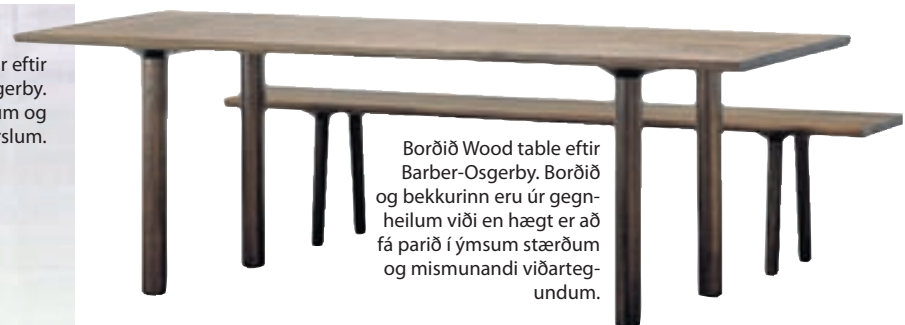 r eftir
gerby.
um og
rslum.
Borðið Wood table eftir
Barber-Osgerby. Borðið
og bekkurinn eru úr gegn-
heilum viði en hægt er að
fá parið í ýmsum stærðum
og mismunandi viðarteg-
undum.